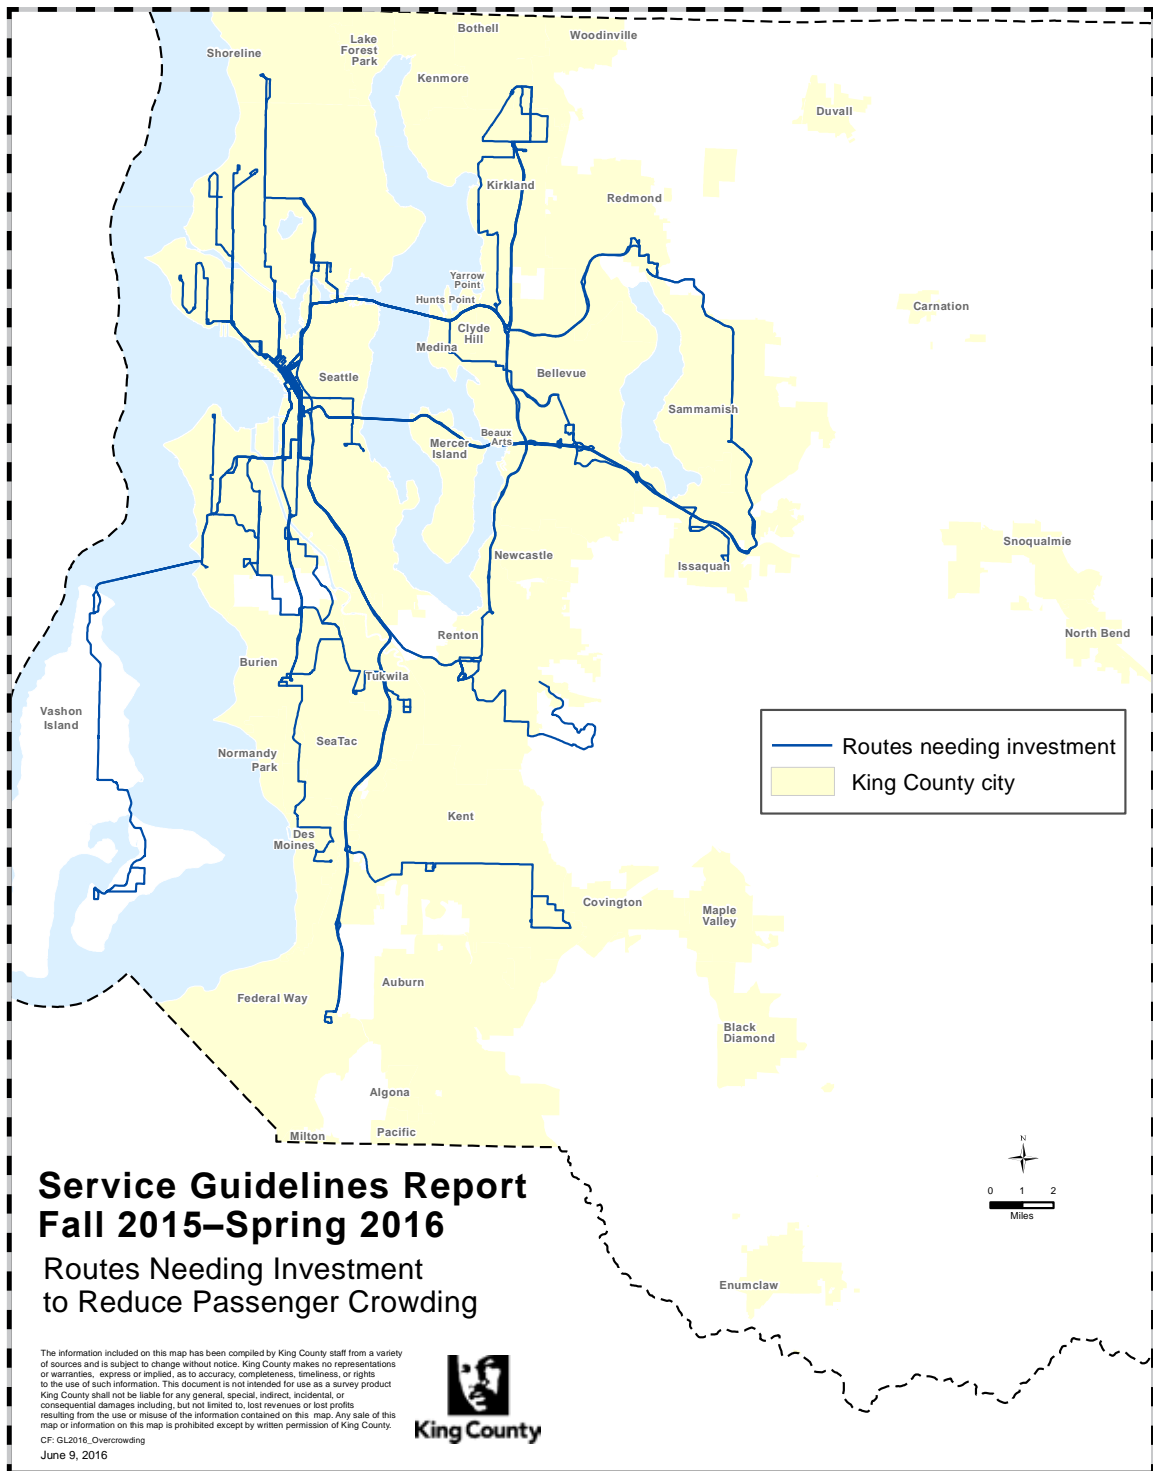 Bothell
Woodinville
Lake
Forest
Park
Shoreline
Kenmore
Duvall
Kirkland
Redmond
Yarrow
Point
Hunts Point
Carnation
Clyde
Hill
Medina
Seattle
Bellevue
Sammamish
Beaux
Arts
Mercer
Island
Snoqualmie
Newcastle
Issaquah
North Bend
Renton
Burien
Tukwila
Vashon
Island
SeaTac
Normandy
Park
Routes needing investment
King County city
Kent
Des
Moines
Covington
Maple
Valley
Auburn
Federal Way
Black
Diamond
Algona
Pacific
Milton
N
0 1 2
Miles
Enumclaw
Service Guidelines Report
Fall 2015–Spring 2016
Routes Needing Investment
to Reduce Passenger Crowding
The information included on this map has been compiled by King County staff from a variety
of sources and is subject to change without notice. King County makes no representations
or warranties, express or implied, as to accuracy, completeness, timeliness, or rights
to the use of such information. This document is not intended for use as a survey product
King County shall not be liable for any general, special, indirect, incidental, or
consequential damages including, but not limited to, lost revenues or lost profits
resulting from the use or misuse of the information contained on this map. Any sale of this
map or information on this map is prohibited except by written permission of King County.
CF: GL2016_Overcrowding
June 9, 2016
King County